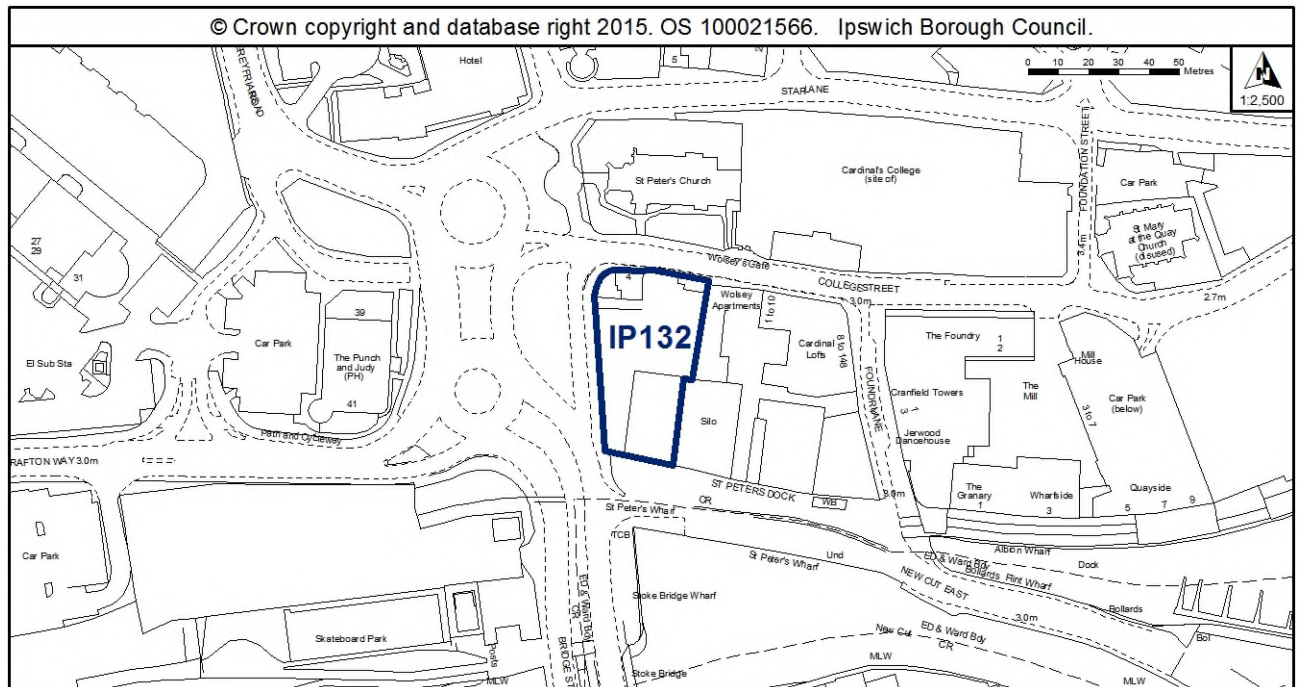 © Crown copyright and database right 2015. OS 100021566. Ipswich Borough Council.
Hotel
5
0 10 20 30 40 50
Metres
N
1:2,500
STAR LANE
FOUNDATION STREET
St Peter's Church
Cardinal's College
(site of)
Car Park
St Mary
at the Quay
Church
(disused)
27
28
31
Wolsey's Gate
COLLEGE STREET
3.0m
2.7m
4
Wolsey
Apartments
1 to 10
IP132
39
Car Park
The Punch
and Judy
(PH)
41
El Sub Sta
Cardinal
Lofts
8 to 148
The Foundry
1
2
Mill
House
FOUNDRY LANE
Cranfield Towers
1
3
The
Mill
Car Park
(below)
3 to 7
Silo
Jerwood
Dancehouse
Path and Cycleway
RAFTON WAY 3.0m
ST PETERS DOCK
3.0m
The
Granary
1
Wharfside
3
Quayside
5 7 9
CR
WB
St Peter's Wharf
TCB
Car Park
St Peter's Wharf
Und
Albion Wharf
Dock
ED & Ward Bdy
Bollards Flint Wharf
NEW CUT EAST
Stoke Bridge Wharf
Bollards
3.0m
ED & Ward Bdy
CR
BRIDGE S
Skateboard Park
Posts
New Cut
ED & Ward Bdy
CR
Bol
MLW
Stoke Bridge
MLW
MLW